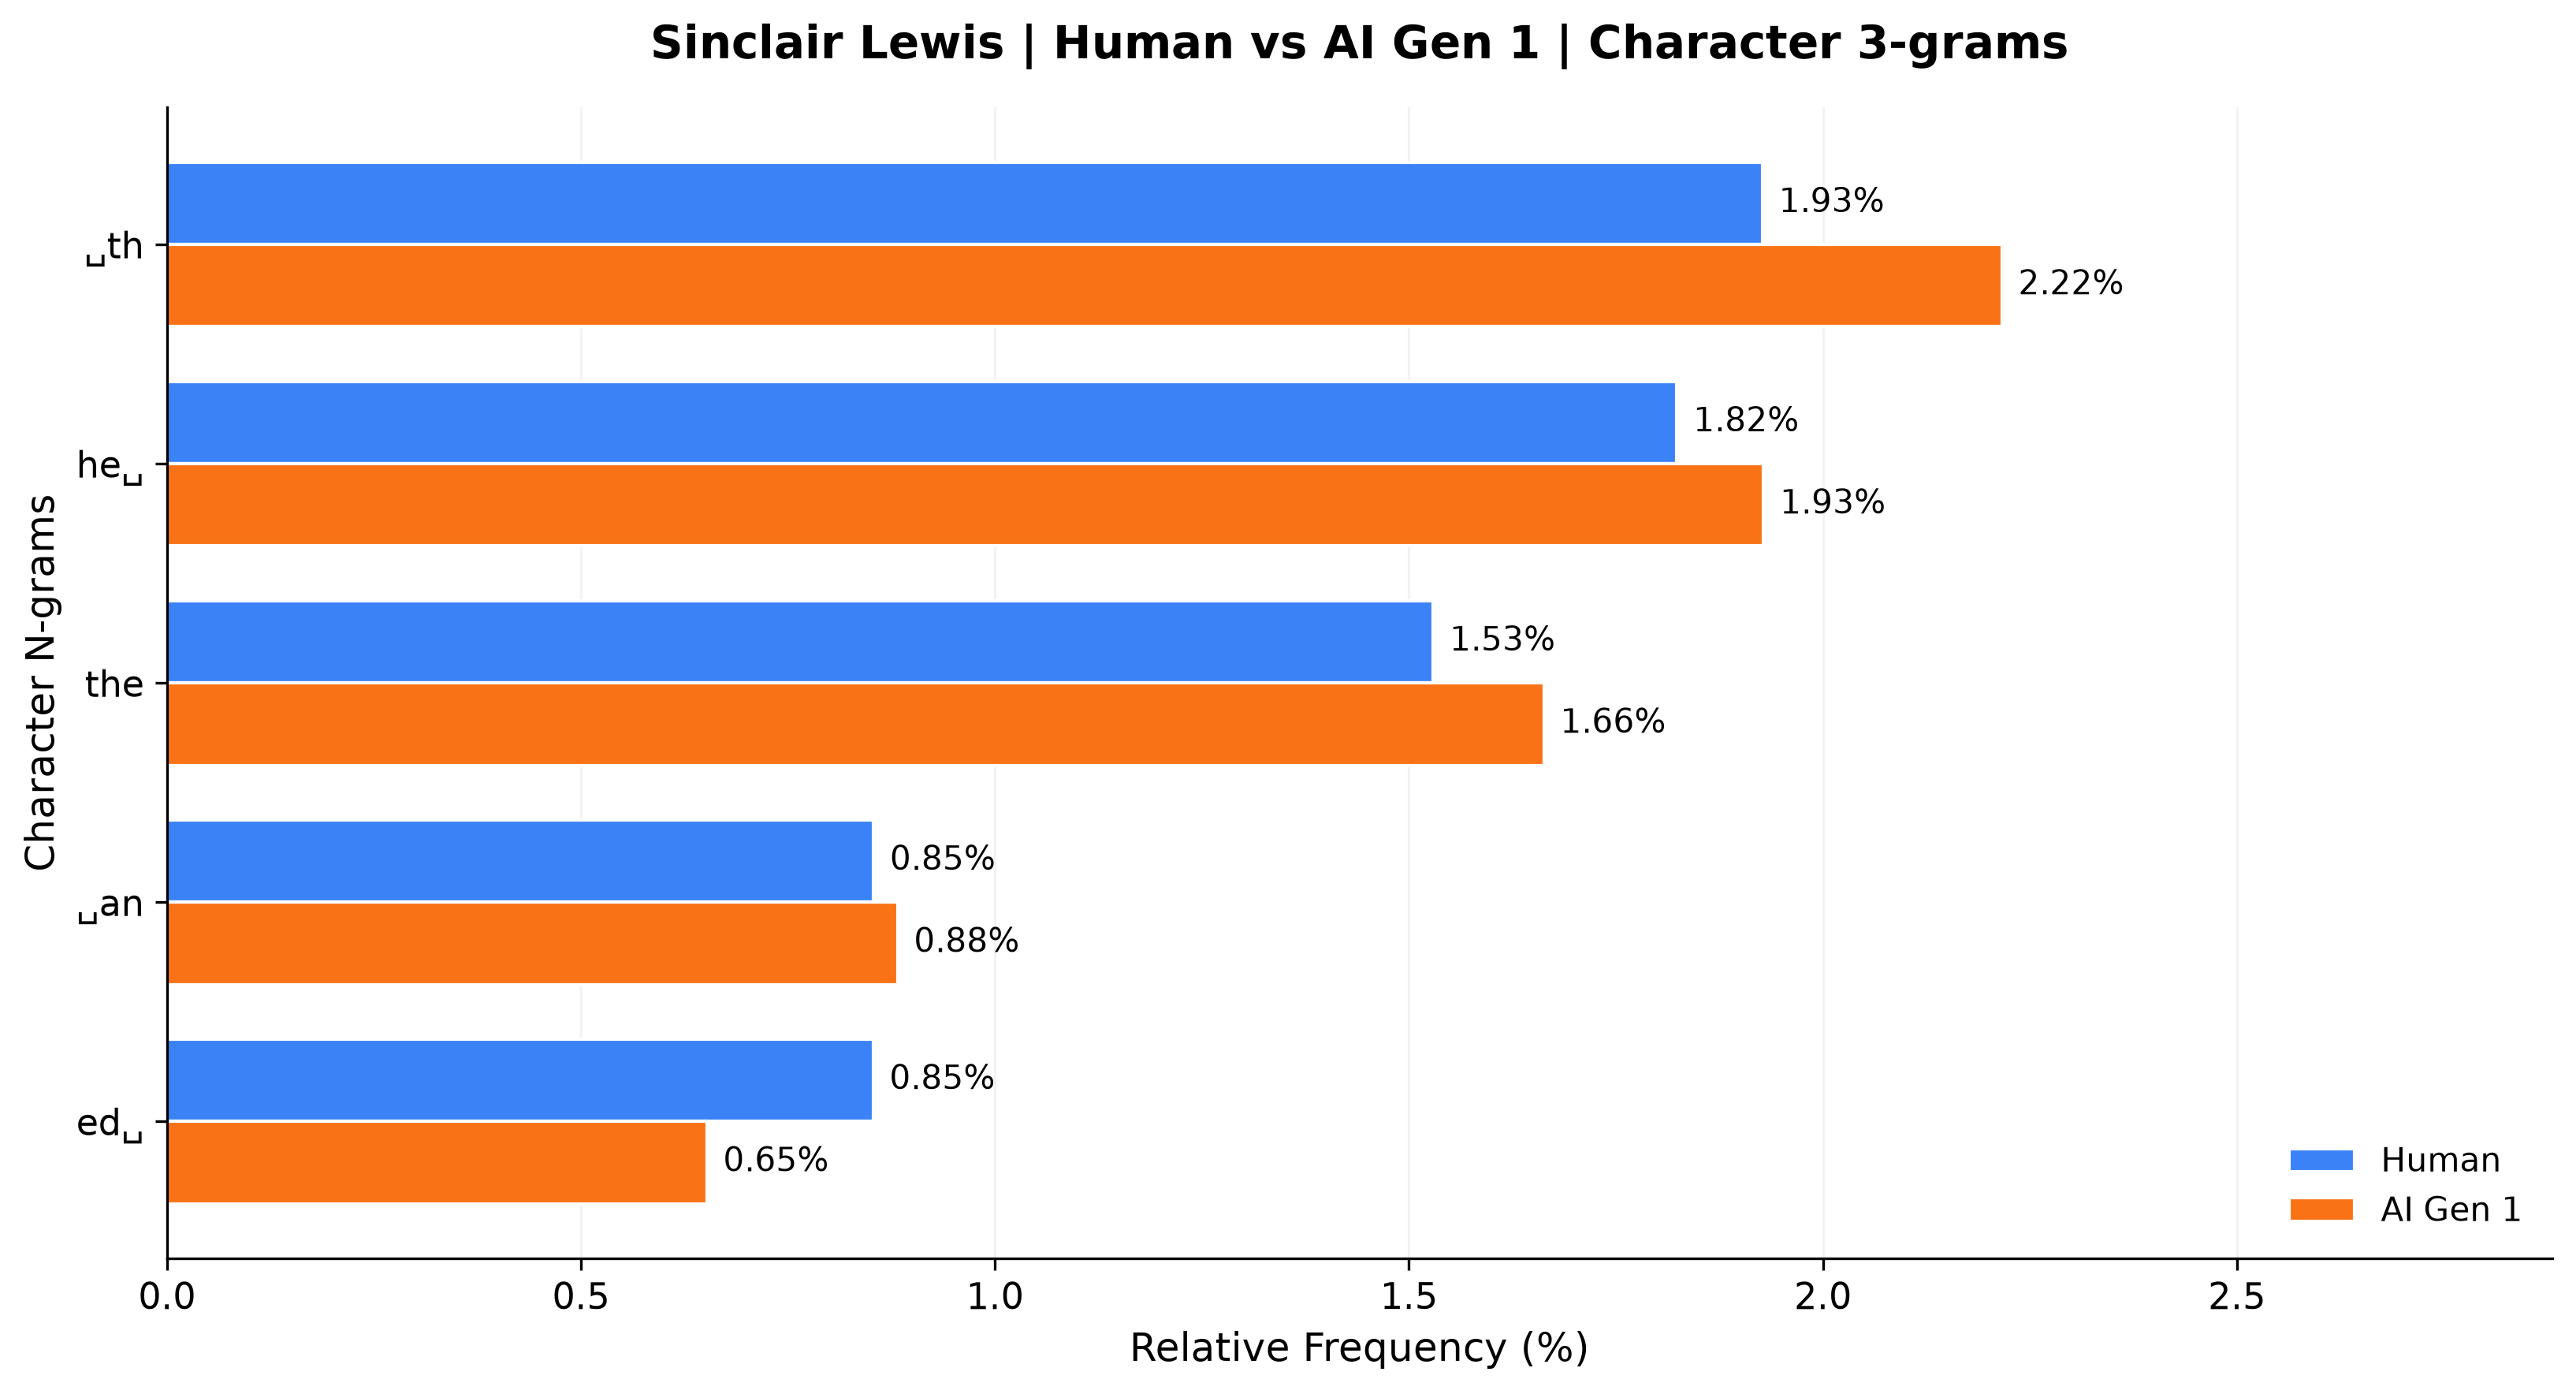 Sinclair Lewis | Human vs AI Gen 1 | Character 3-grams
Character N-grams
␣th
1.93%
2.22%
he␣
1.82%
1.93%
the
1.53%
1.66%
␣an
0.85%
0.88%
ed␣
0.85%
0.65%
Human
AI Gen 1
0.0 0.5 1.0 1.5 2.0 2.5
Relative Frequency (%)